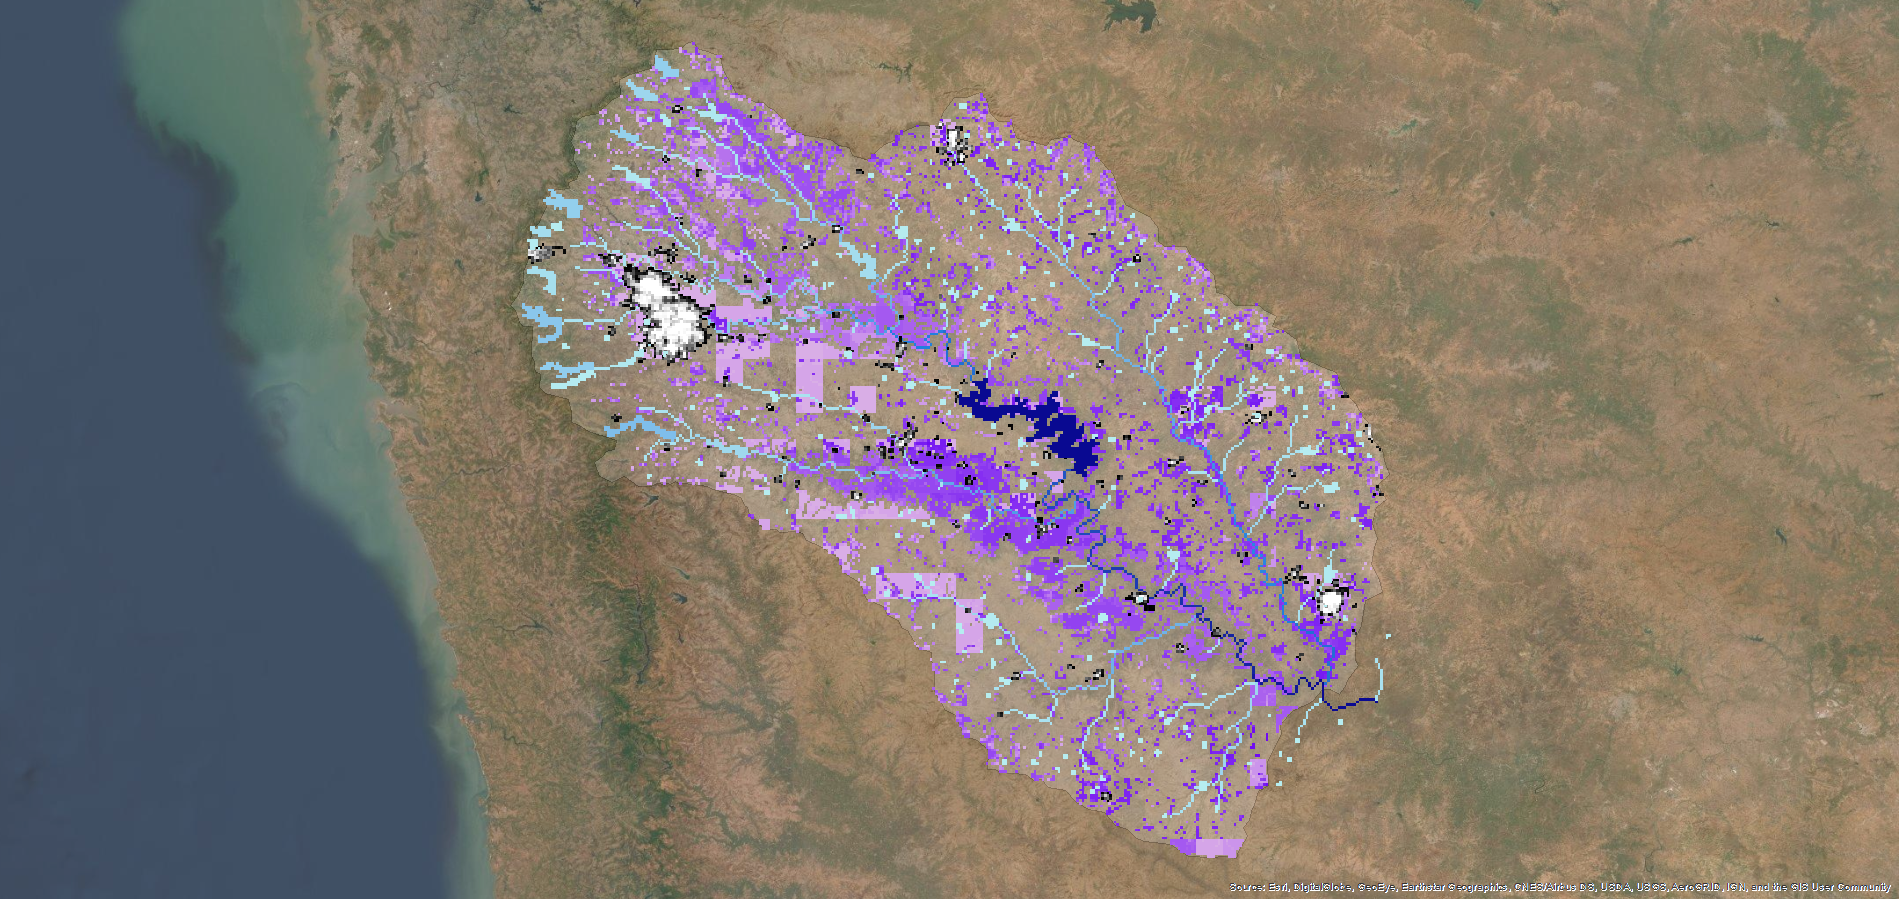 Source: Esri, DigitalGlobe, GeoEye, Earthstar Geographics, CNES/Airbus DS, USDA, USGS, AeroGRID, IGN, and the GIS User Community